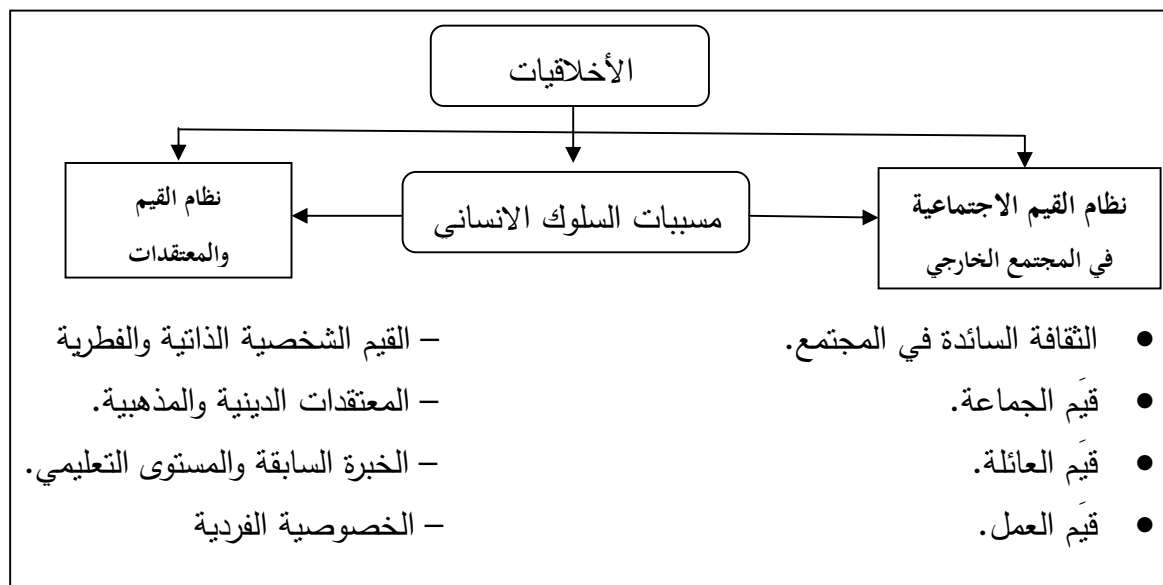 الأخلاقيات
نظام القيم الاجتماعية
في المجتمع الخارجي
مسببات السلوك الانسانى
نظام القيم
والمعتقدات
● الثقافة السائدة في المجتمع.
● قيَم الجماعة.
● قيَم العائلة.
● قيَم العمل.
– القيم الشخصية الذاتية والفطرية
– المعتقدات الدينية والمذهبية.
– الخبرة السابقة والمستوى التعليمي.
– الخصوصية الفردية